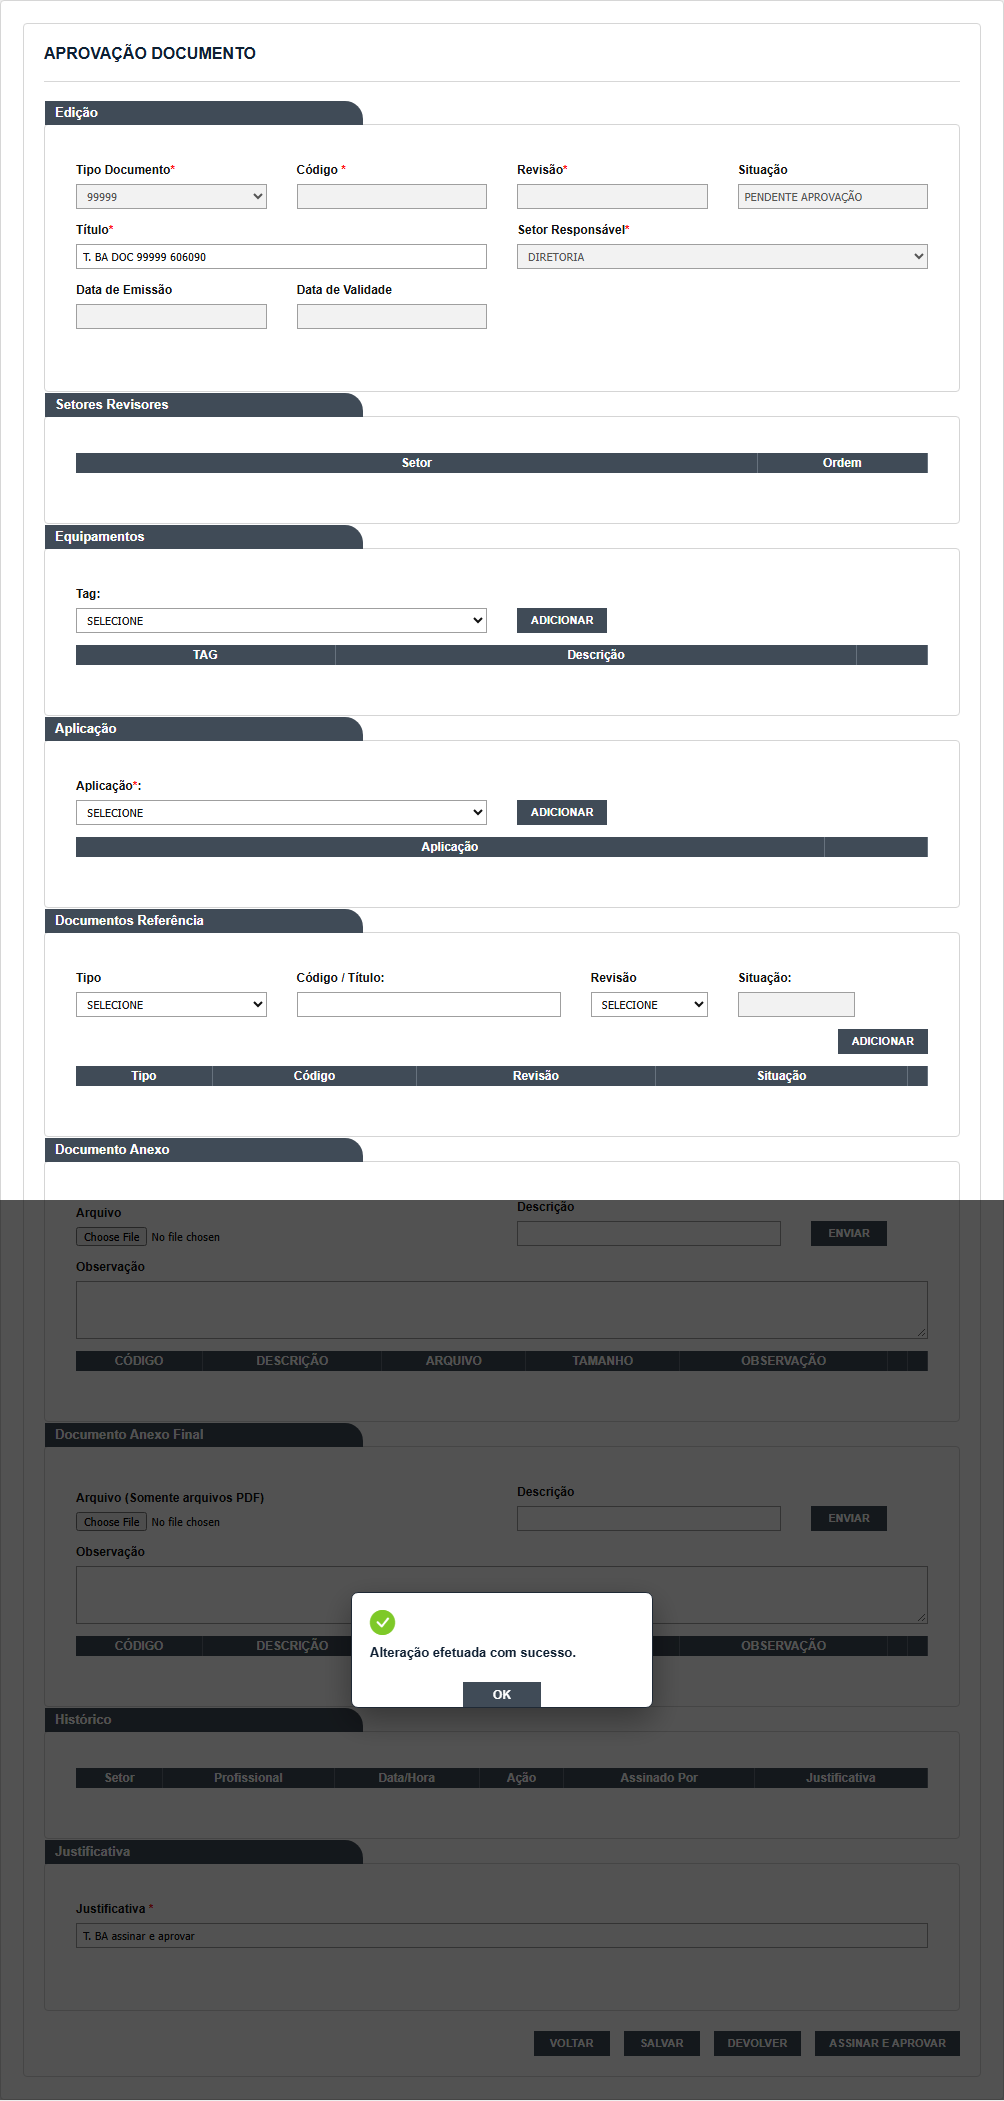 APROVAÇÃO DOCUMENTO
Edição
Tipo Documento* Código * Revisão* Situação
99999 PENDENTE APROVAÇÃO
Título* Setor Responsável*
T. BA DOC 99999 606090 DIRETORIA
Data de Emissão Data de Validade
Setores Revisores
Setor Ordem
Equipamentos
Tag:
SELECIONE ADICIONAR
TAG Descrição
Aplicação
Aplicação*:
SELECIONE ADICIONAR
Aplicação
Documentos Referência
Tipo Código / Título: Revisão Situação:
SELECIONE SELECIONE
ADICIONAR
Tipo Código Revisão Situação
Documento Anexo
Arquivo Descrição
Choose File No file chosen ENVIAR
Observação
CÓDIGO DESCRIÇÃO ARQUIVO TAMANHO OBSERVAÇÃO
Documento Anexo Final
Arquivo (Somente arquivos PDF) Descrição
Choose File No file chosen ENVIAR
Observação
CÓDIGO DESCRIÇÃO OBSERVAÇÃO
Alteração efetuada com sucesso.
OK
Histórico
Setor Profissional Data/Hora Ação Assinado Por Justificativa
Justificativa
Justificativa *
T. BA assinar e aprovar
VOLTAR SALVAR DEVOLVER ASSINAR E APROVAR